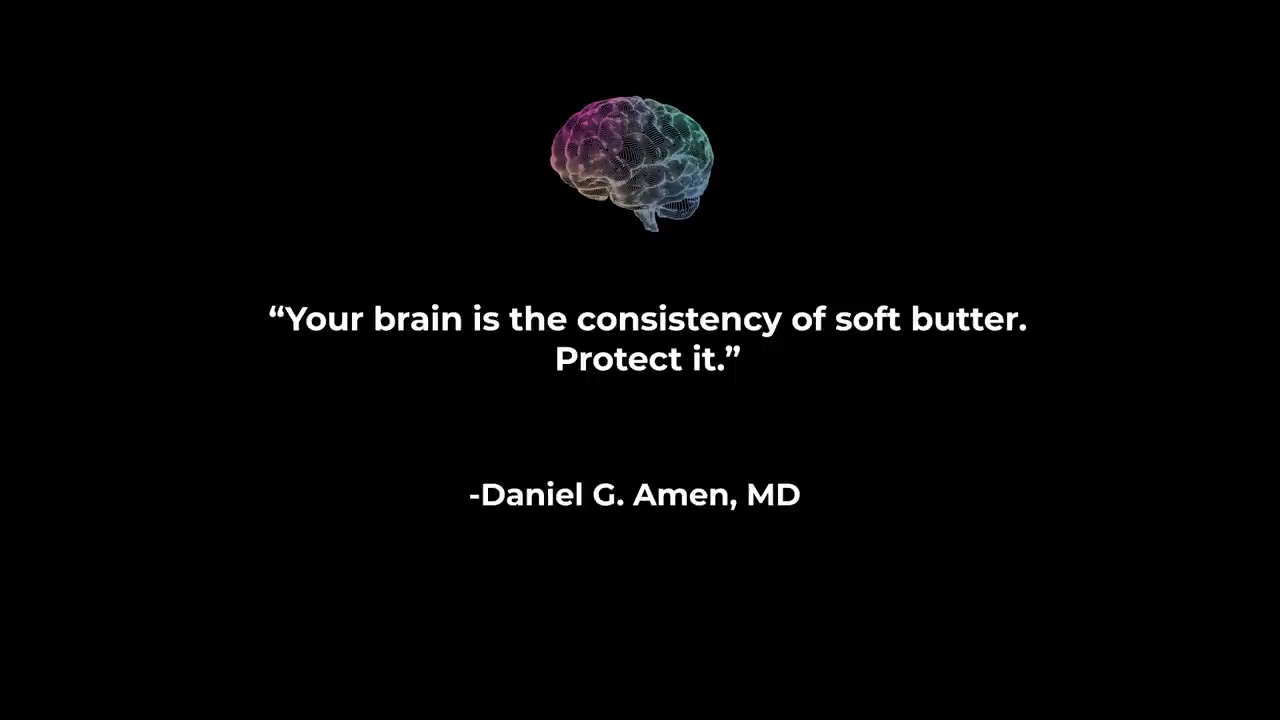 “Your brain is the consistency of soft butter.
Protect it.”
-Daniel G. Amen, MD